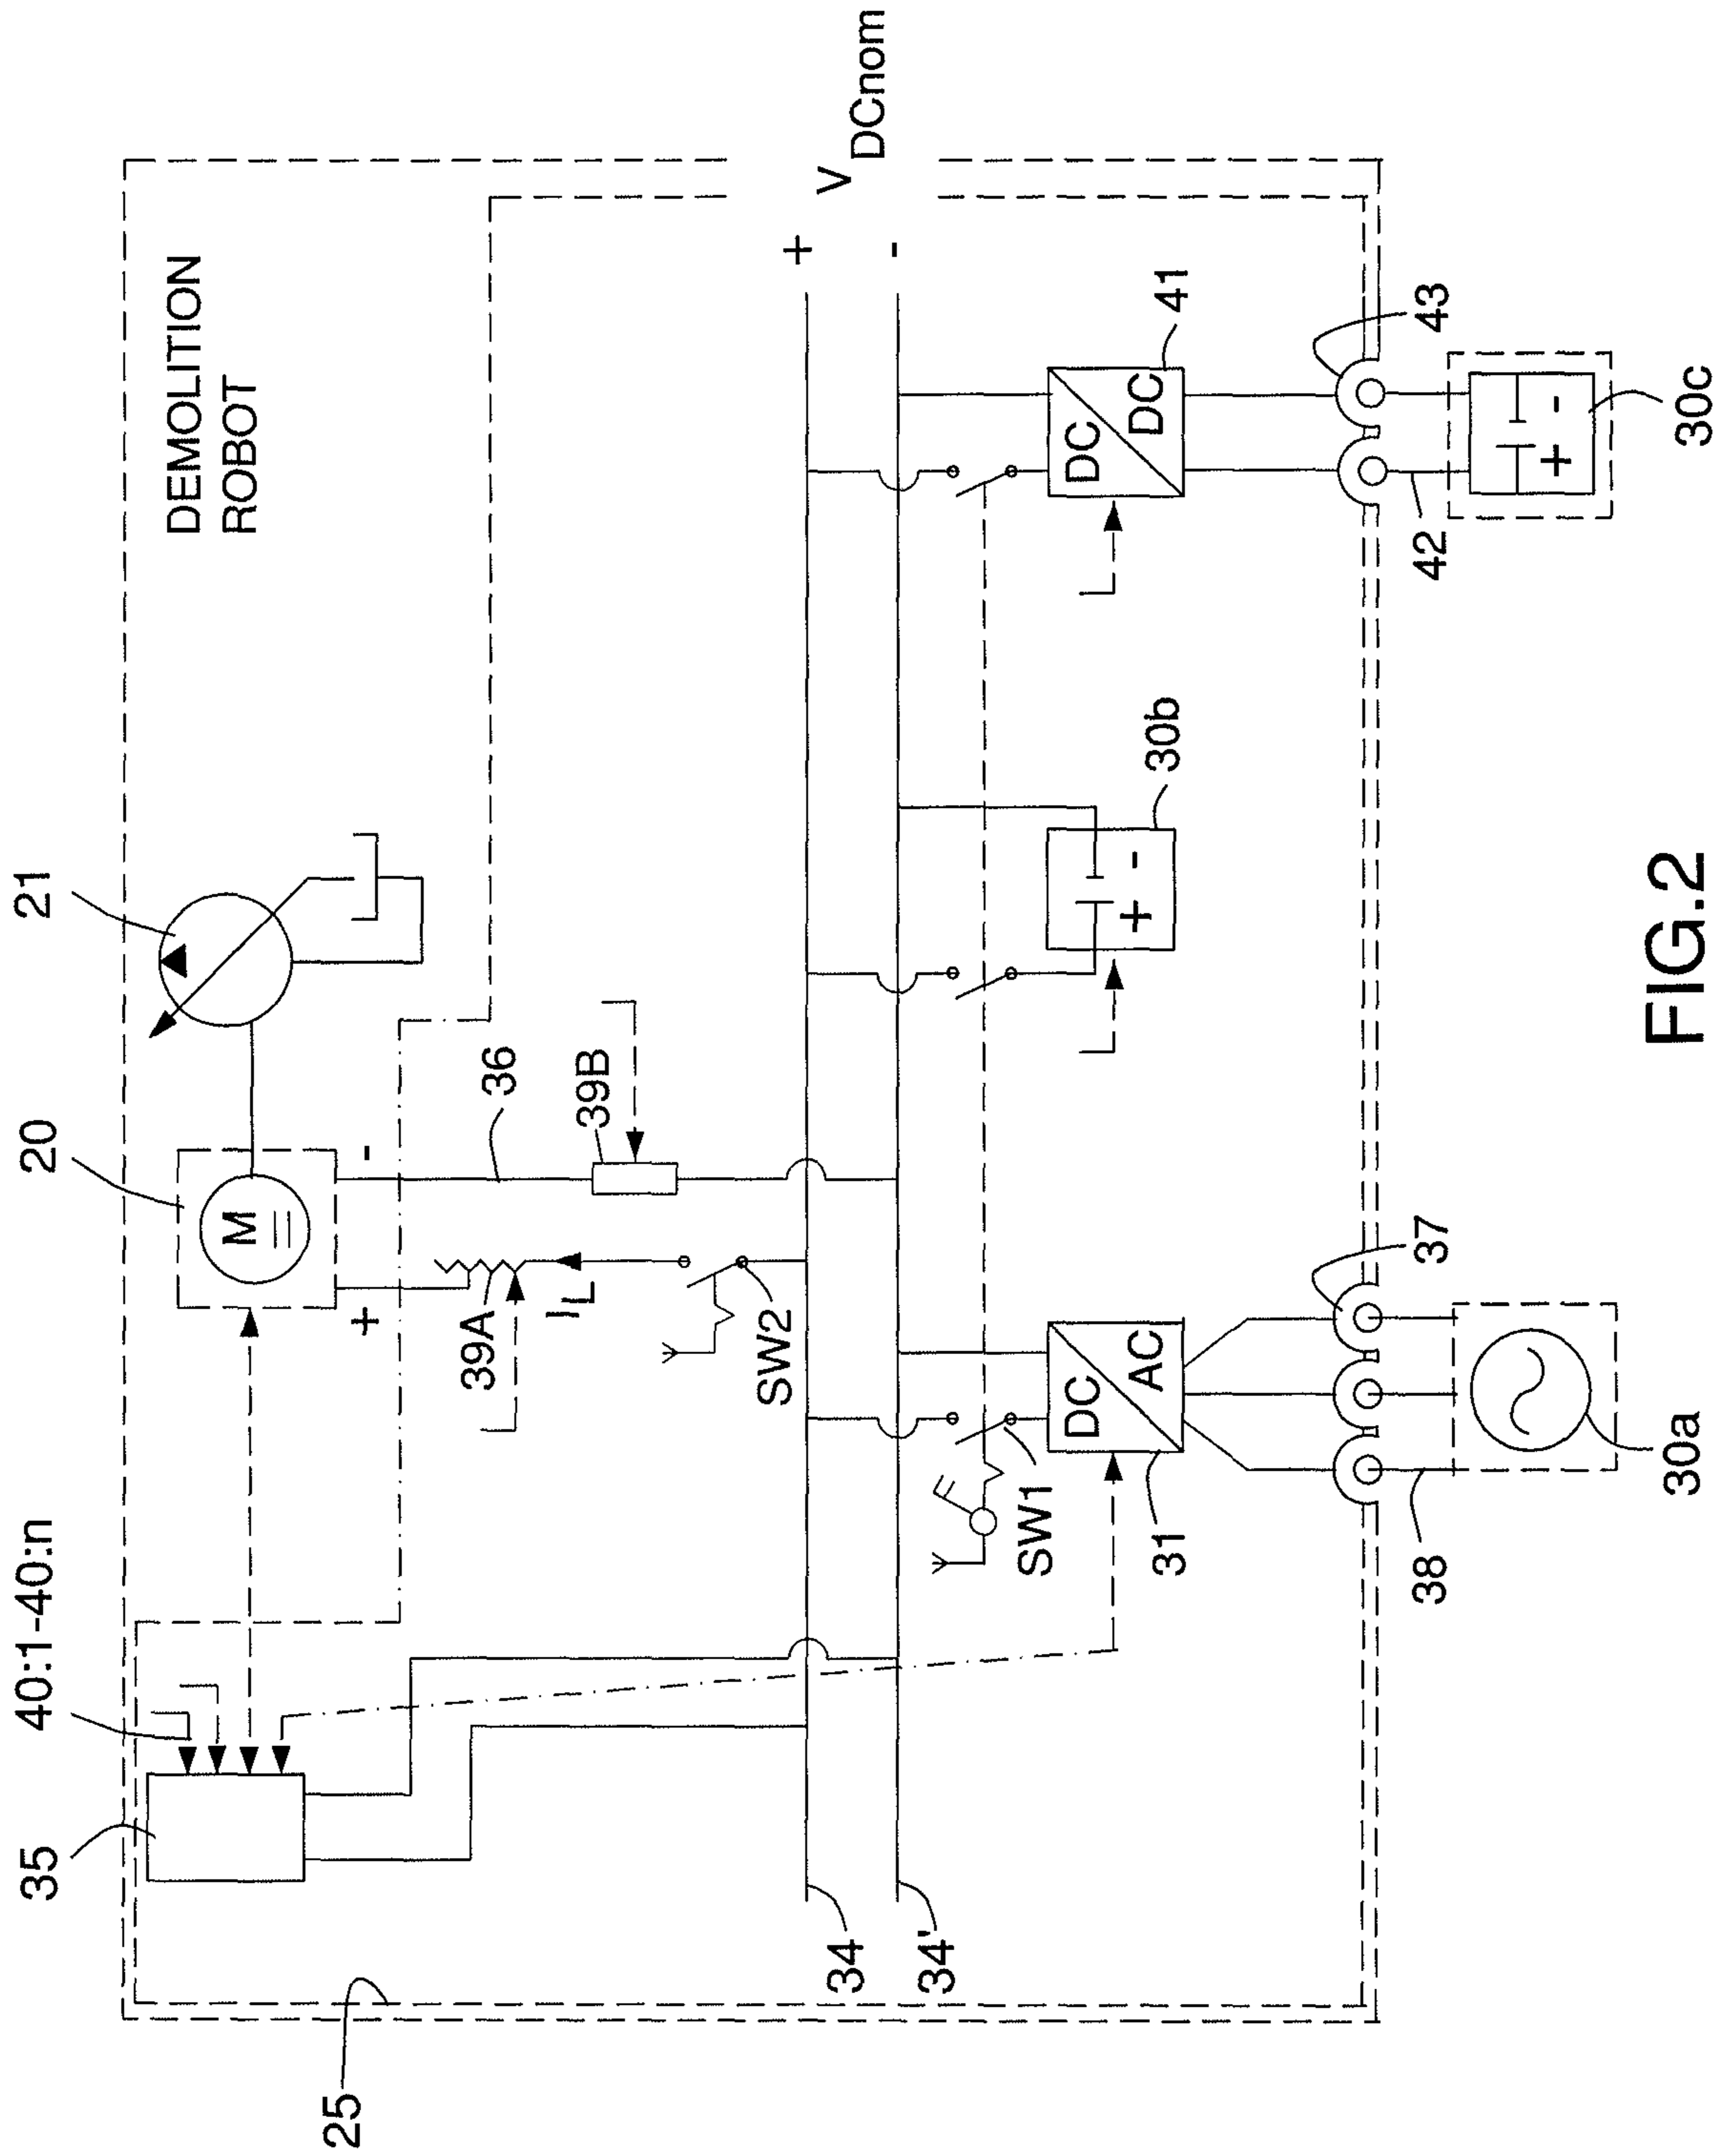 40:1-40:n
20
21
35
DEMOLITION
ROBOT
M
+
-
36
39A
39B
I_L
SW2
+
-
V DCnom
34
34'
25
SW1
DC
AC
31
+
-
30b
DC
DC
41
37
38
30a
43
42
+
-
30c
FIG.2